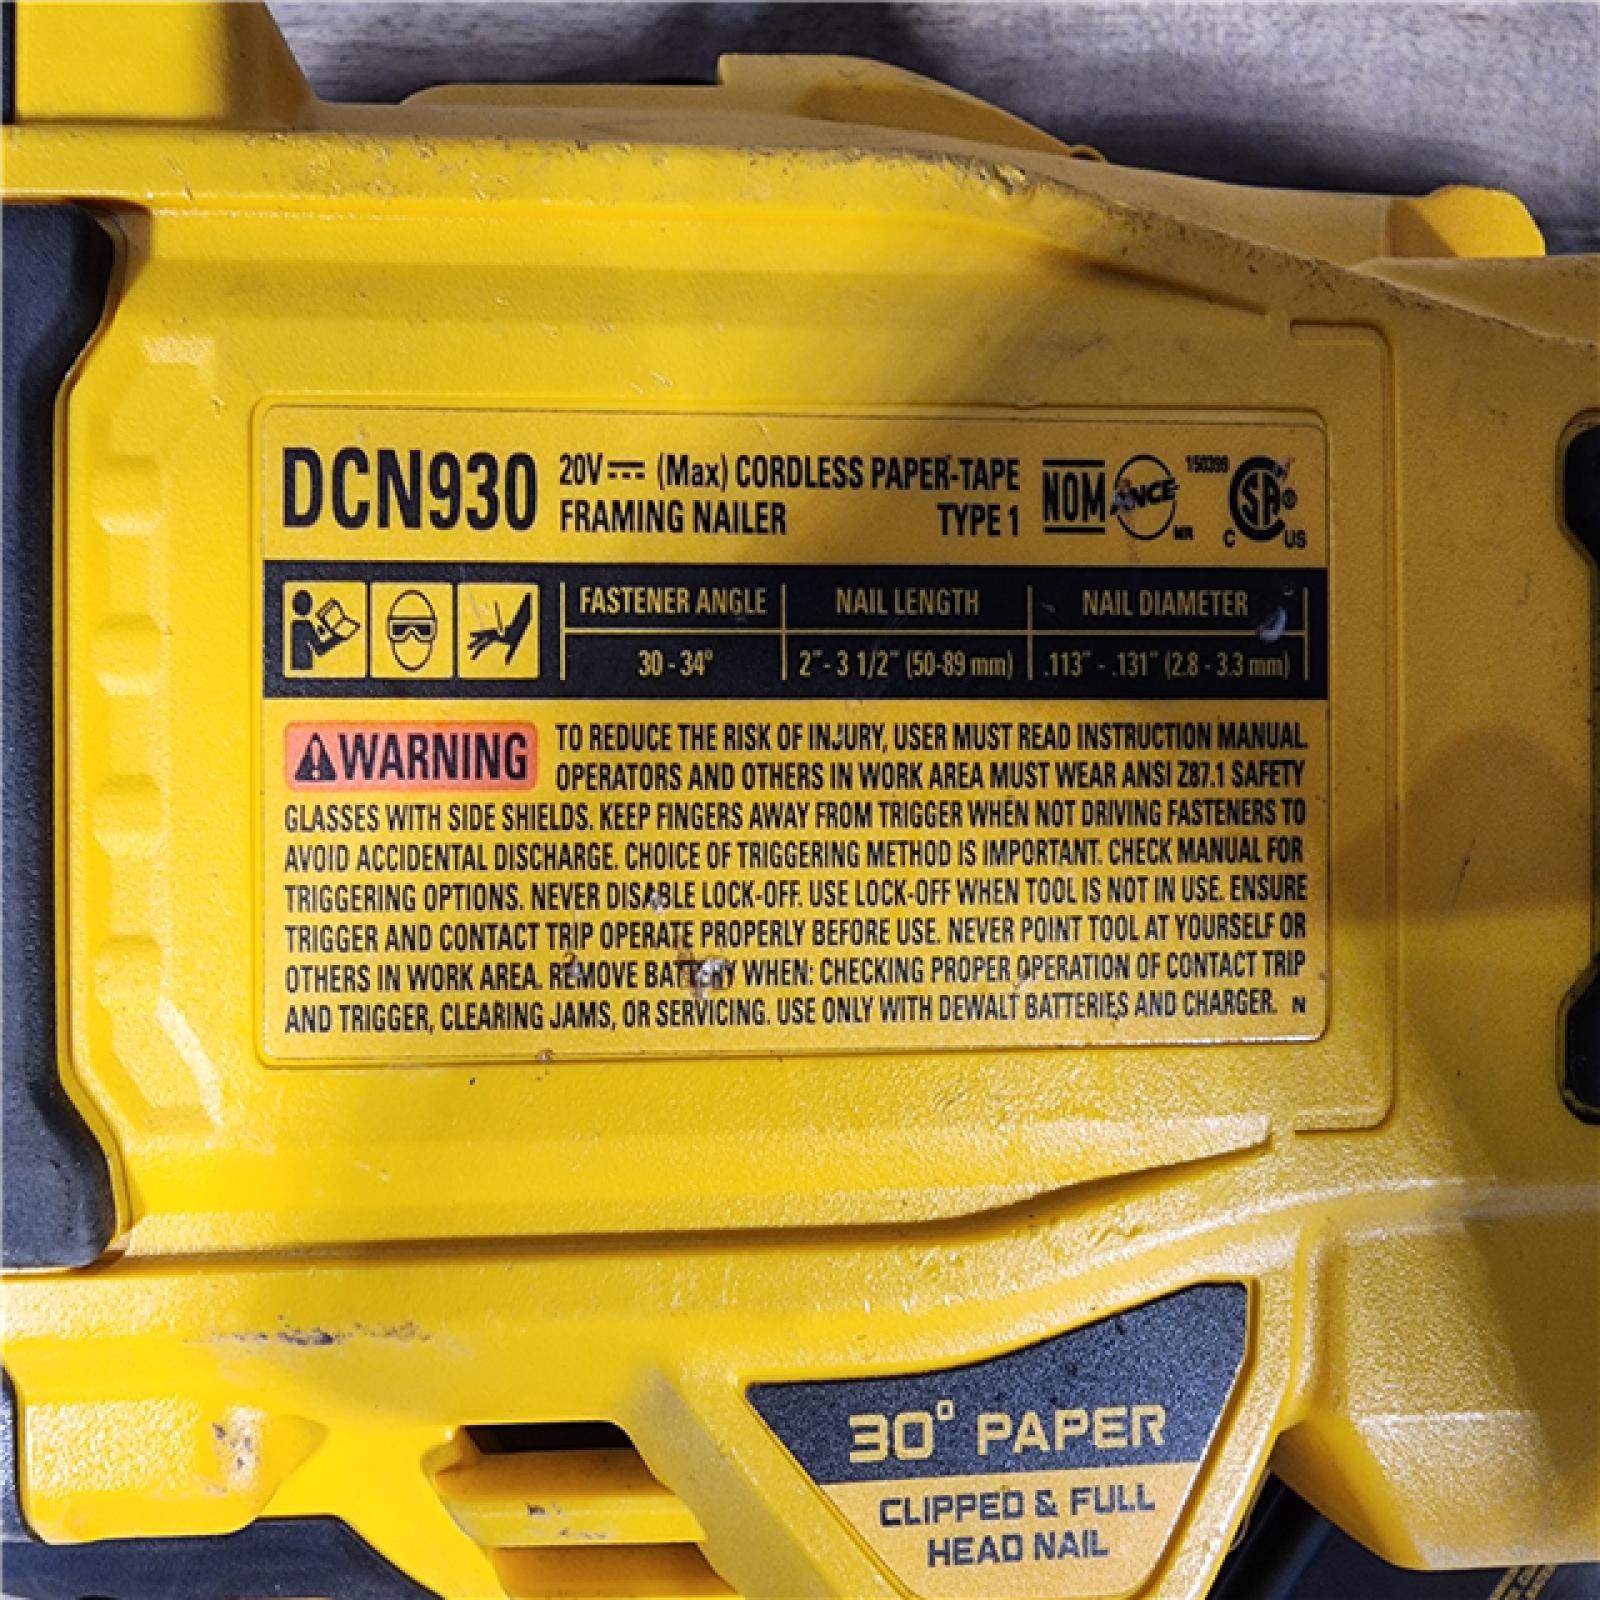 DCN930 20V (Max) CORDLESS PAPER-TAPE
FRAMING NAILER TYPE 1
NOM ANCE MR 150399 CSA ® C US
FASTENER ANGLE NAIL LENGTH NAIL DIAMETER
30 - 34° 2" - 3 1/2" (50-89 mm) .113" - .131" (2.8 - 3.3 mm)
WARNING TO REDUCE THE RISK OF INJURY, USER MUST READ INSTRUCTION MANUAL.
OPERATORS AND OTHERS IN WORK AREA MUST WEAR ANSI Z87.1 SAFETY
GLASSES WITH SIDE SHIELDS. KEEP FINGERS AWAY FROM TRIGGER WHEN NOT DRIVING FASTENERS TO
AVOID ACCIDENTAL DISCHARGE. CHOICE OF TRIGGERING METHOD IS IMPORTANT. CHECK MANUAL FOR
TRIGGERING OPTIONS. NEVER DISABLE LOCK-OFF. USE LOCK-OFF WHEN TOOL IS NOT IN USE. ENSURE
TRIGGER AND CONTACT TRIP OPERATE PROPERLY BEFORE USE. NEVER POINT TOOL AT YOURSELF OR
OTHERS IN WORK AREA. REMOVE BATTERY WHEN: CHECKING PROPER OPERATION OF CONTACT TRIP
AND TRIGGER, CLEARING JAMS, OR SERVICING. USE ONLY WITH DEWALT BATTERIES AND CHARGER. N
30° PAPER
CLIPPED & FULL
HEAD NAIL